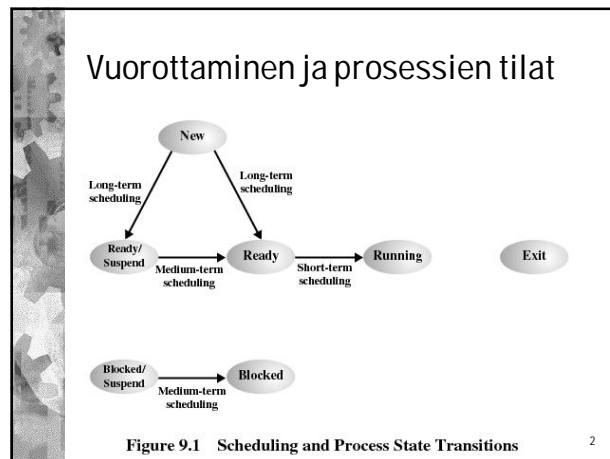 Vuorottaminen ja prosessien tilat
New
Long-term
scheduling
Long-term
scheduling
Ready/
Suspend
Medium-term
scheduling
Ready
Short-term
scheduling
Running
Exit
Blocked/
Suspend
Medium-term
scheduling
Blocked
Figure 9.1 Scheduling and Process State Transitions
2